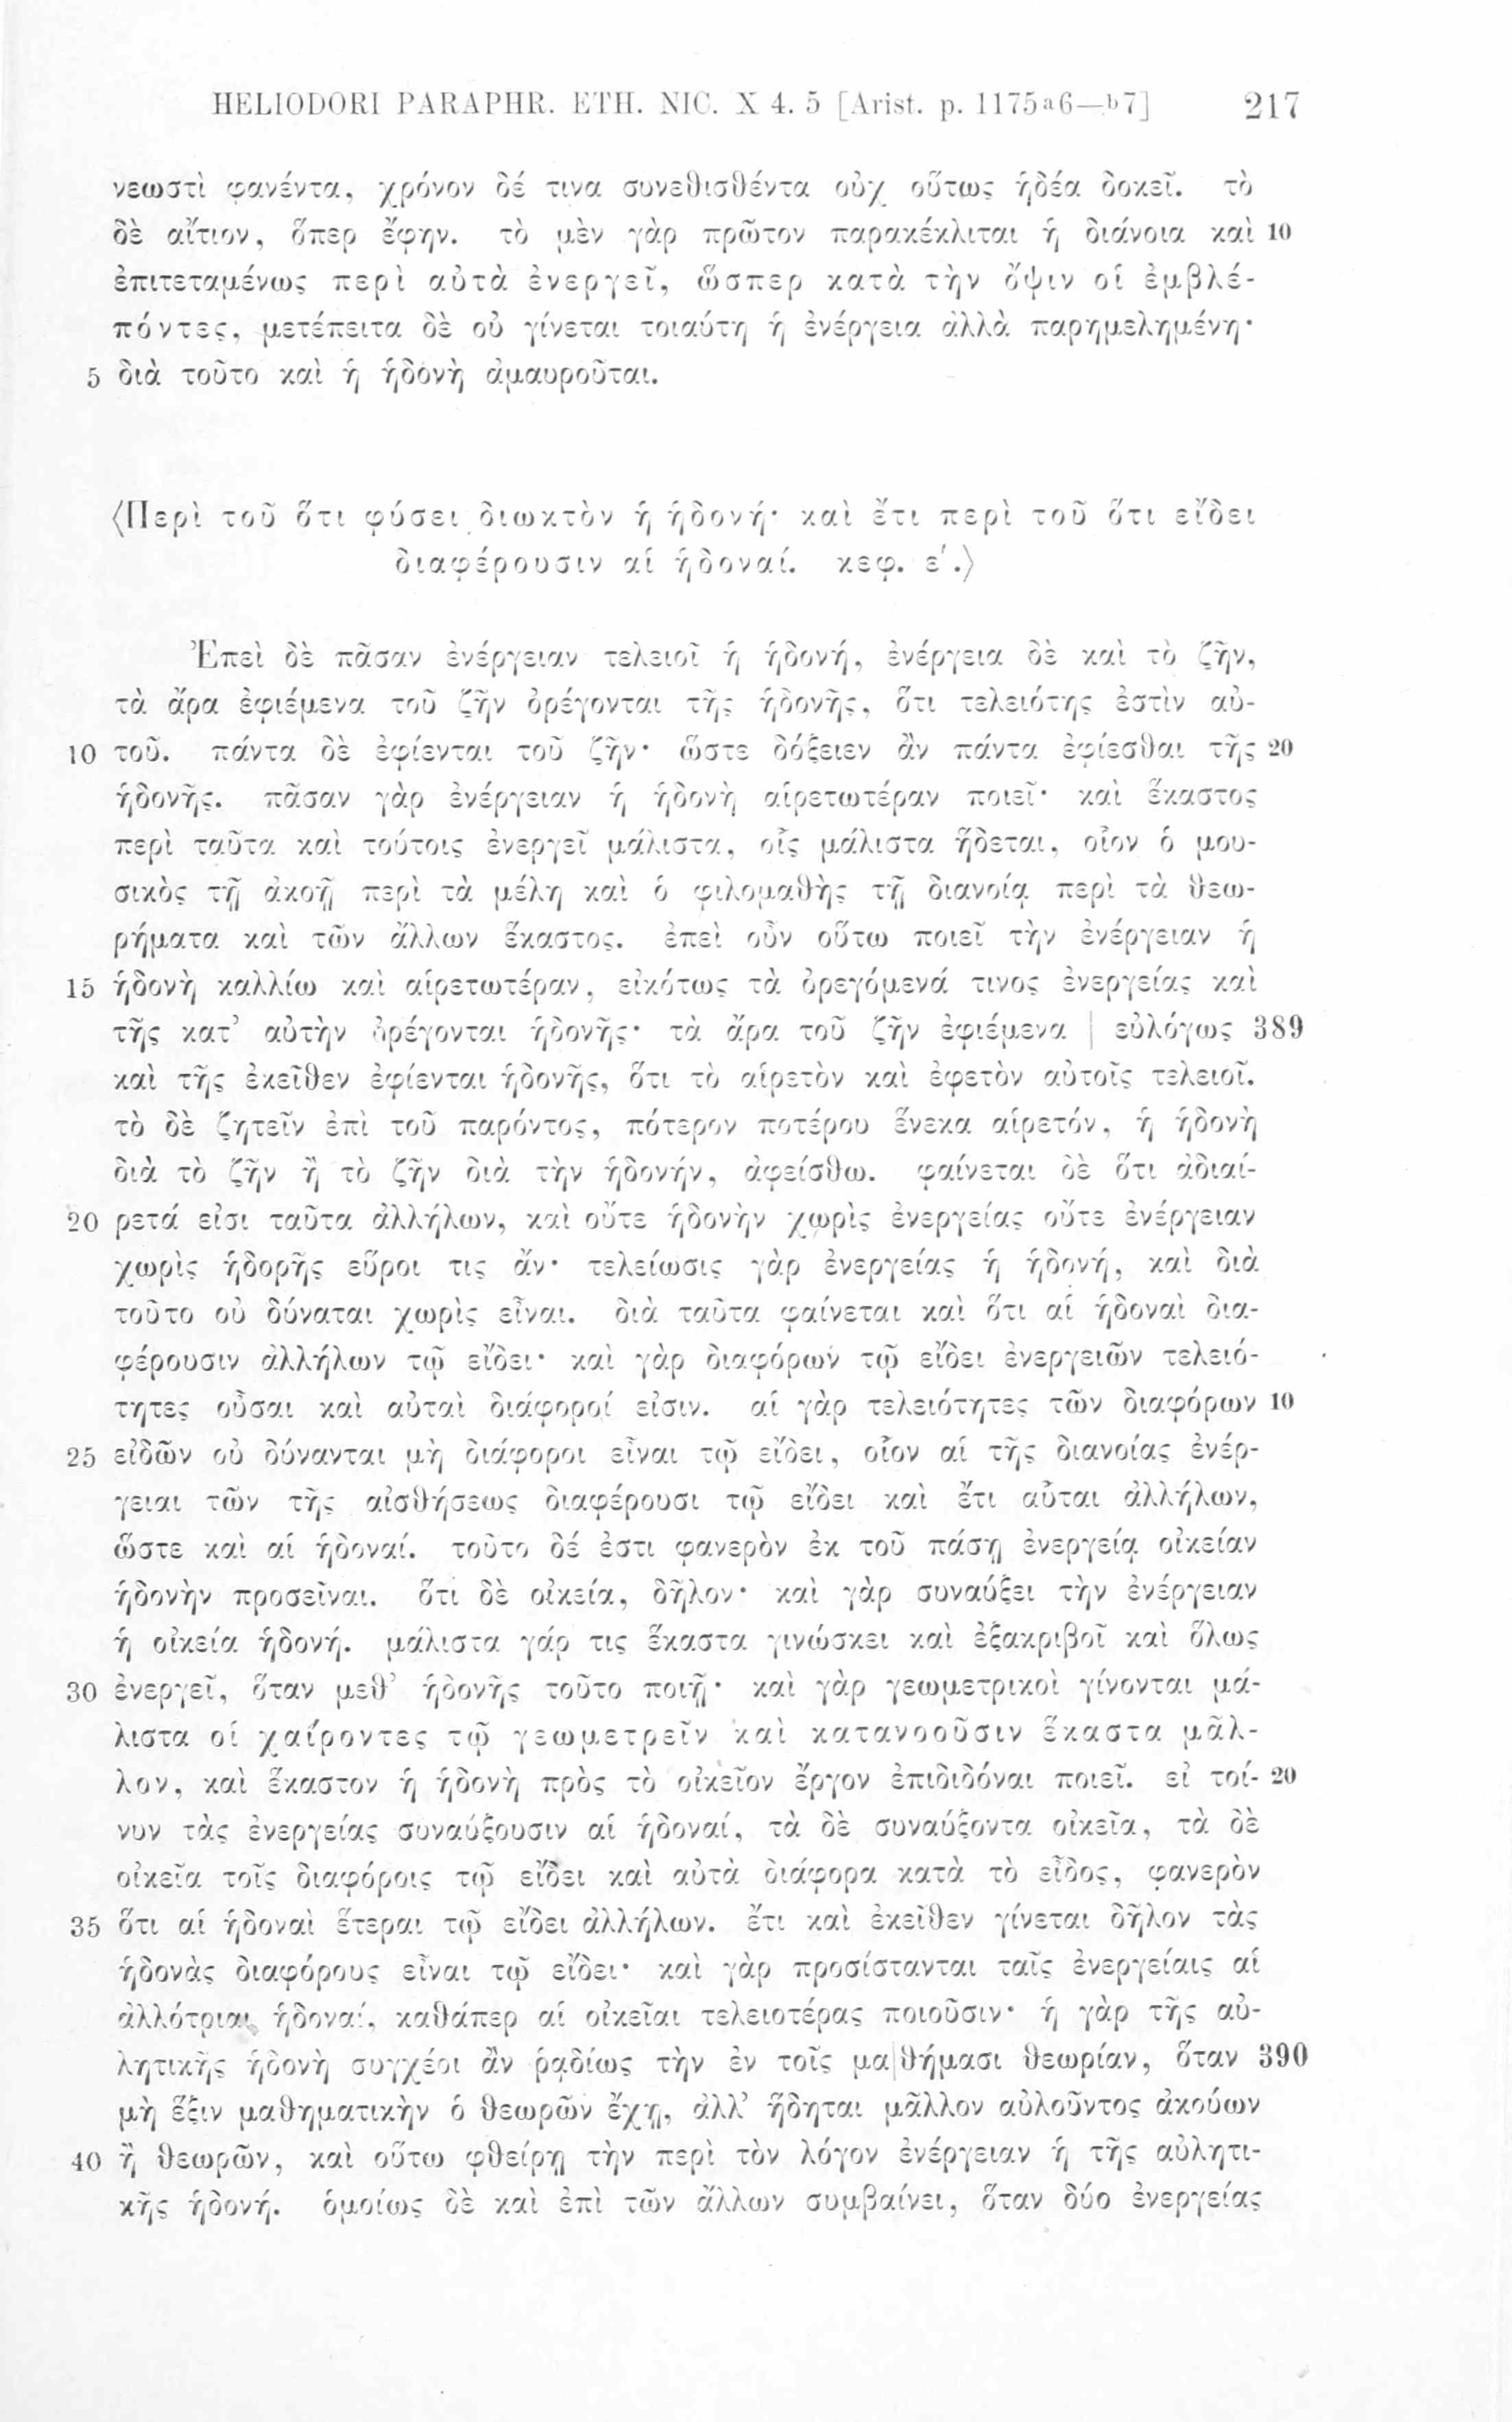 HELIODORI PARAPHR. ETH. NIC. X 4. 5 [Arist. p. 1175a6—b7] 217
νεωστὶ φανέντα, χρόνον δέ τινα συνεθισθέντα οὐχ οὕτως ἡδέα δοκεῖ. τὸ
δὲ αἴτιον, ὅπερ ἔφην. τὸ μὲν γὰρ πρῶτον παρακέκλιται ἡ διάνοια καὶ 10
ἐπιτεταμένως περὶ αὐτὰ ἐνεργεῖ, ὥσπερ κατὰ τὴν ὄψιν οἱ ἐμβλέ-
πόντες, μετέπειτα δὲ οὐ γίνεται τοιαύτη ἡ ἐνέργεια ἀλλὰ παρημελημένη·
5 διὰ τοῦτο καὶ ἡ ἡδονὴ ἀμαυροῦται.
⟨Περὶ τοῦ ὅτι φύσει διωκτὸν ἡ ἡδονή· καὶ ἔτι περὶ τοῦ ὅτι εἴδει
διαφέρουσιν αἱ ἡδοναί. κεφ. ε΄.⟩
Ἐπεὶ δὲ πᾶσαν ἐνέργειαν τελειοῖ ἡ ἡδονή, ἐνέργεια δὲ καὶ τὸ ζῆν,
τὰ ἄρα ἐφιέμενα τοῦ ζῆν ὀρέγονται τῆς ἡδονῆς, ὅτι τελειότης ἐστὶν αὐ-
10 τοῦ. πάντα δὲ ἐφίενται τοῦ ζῆν· ὥστε δόξειεν ἂν πάντα ἐφίεσθαι τῆς 20
ἡδονῆς. πᾶσαν γὰρ ἐνέργειαν ἡ ἡδονὴ αἱρετωτέραν ποιεῖ· καὶ ἕκαστος
περὶ ταῦτα καὶ τούτοις ἐνεργεῖ μάλιστα, οἷς μάλιστα ἥδεται, οἷον ὁ μου-
σικὸς τῇ ἀκοῇ περὶ τὰ μέλη καὶ ὁ φιλομαθὴς τῇ διανοίᾳ περὶ τὰ θεω-
ρήματα καὶ τῶν ἄλλων ἕκαστος. ἐπεὶ οὖν οὕτω ποιεῖ τὴν ἐνέργειαν ἡ
15 ἡδονὴ καλλίω καὶ αἱρετωτέραν, εἰκότως τὰ ὀρεγόμενά τινος ἐνεργείας καὶ
τῆς κατ’ αὐτὴν ὀρέγονται ἡδονῆς· τὰ ἄρα τοῦ ζῆν ἐφιέμενα | εὐλόγως 389
καὶ τῆς ἐκεῖθεν ἐφίενται ἡδονῆς, ὅτι τὸ αἱρετὸν καὶ ἐφετὸν αὐτοῖς τελειοῖ.
τὸ δὲ ζητεῖν ἐπὶ τοῦ παρόντος, πότερον ποτέρου ἕνεκα αἱρετόν, ἡ ἡδονὴ
διὰ τὸ ζῆν ἢ τὸ ζῆν διὰ τὴν ἡδονήν, ἀφείσθω. φαίνεται δὲ ὅτι ἀδιαί-
20 ρετά εἰσι ταῦτα ἀλλήλων, καὶ οὔτε ἡδονὴν χωρὶς ἐνεργείας οὔτε ἐνέργειαν
χωρὶς ἡδορῆς εὕροι τις ἄν· τελείωσις γὰρ ἐνεργείας ἡ ἡδονή, καὶ διὰ
τοῦτο οὐ δύναται χωρὶς εἶναι. διὰ ταῦτα φαίνεται καὶ ὅτι αἱ ἡδοναὶ δια-
φέρουσιν ἀλλήλων τῷ εἴδει· καὶ γὰρ διαφόρων τῷ εἴδει ἐνεργειῶν τελειό-
τητες οὖσαι καὶ αὐταὶ διάφοροί εἰσιν. αἱ γὰρ τελειότητες τῶν διαφόρων 10
25 εἰδῶν οὐ δύνανται μὴ διάφοροι εἶναι τῷ εἴδει, οἷον αἱ τῆς διανοίας ἐνέρ-
γειαι τῶν τῆς αἰσθήσεως διαφέρουσι τῷ εἴδει καὶ ἔτι αὗται ἀλλήλων,
ὥστε καὶ αἱ ἡδοναί. τοῦτο δέ ἐστι φανερὸν ἐκ τοῦ πάσῃ ἐνεργείᾳ οἰκείαν
ἡδονὴν προσεῖναι. ὅτι δὲ οἰκεία, δῆλον· καὶ γὰρ συναύξει τὴν ἐνέργειαν
ἡ οἰκεία ἡδονή. μάλιστα γάρ τις ἕκαστα γινώσκει καὶ ἐξακριβοῖ καὶ ὅλως
30 ἐνεργεῖ, ὅταν μεθ’ ἡδονῆς τοῦτο ποιῇ· καὶ γὰρ γεωμετρικοὶ γίνονται μά-
λιστα οἱ χαίροντες τῷ γεωμετρεῖν καὶ κατανοοῦσιν ἕκαστα μᾶλ-
λον, καὶ ἕκαστον ἡ ἡδονὴ πρὸς τὸ οἰκεῖον ἔργον ἐπιδιδόναι ποιεῖ. εἰ τοί- 20
νυν τὰς ἐνεργείας συναύξουσιν αἱ ἡδοναί, τὰ δὲ συναύξοντα οἰκεῖα, τὰ δὲ
οἰκεῖα τοῖς διαφόροις τῷ εἴδει καὶ αὐτὰ διάφορα κατὰ τὸ εἶδος, φανερὸν
35 ὅτι αἱ ἡδοναὶ ἕτεραι τῷ εἴδει ἀλλήλων. ἔτι καὶ ἐκεῖθεν γίνεται δῆλον τὰς
ἡδονὰς διαφόρους εἶναι τῷ εἴδει· καὶ γὰρ προσίστανται ταῖς ἐνεργείαις αἱ
ἀλλότριαι ἡδοναί, καθάπερ αἱ οἰκεῖαι τελειοτέρας ποιοῦσιν· ἡ γὰρ τῆς αὐ-
λητικῆς ἡδονὴ συγχέοι ἂν ῥᾳδίως τὴν ἐν τοῖς μα|θήμασι θεωρίαν, ὅταν 390
μὴ ἕξιν μαθηματικὴν ὁ θεωρῶν ἔχῃ, ἀλλ’ ἥδηται μᾶλλον αὐλοῦντος ἀκούων
40 ἢ θεωρῶν, καὶ οὕτω φθείρῃ τὴν περὶ τὸν λόγον ἐνέργειαν ἡ τῆς αὐλητι-
κῆς ἡδονή. ὁμοίως δὲ καὶ ἐπὶ τῶν ἄλλων συμβαίνει, ὅταν δύο ἐνεργείας